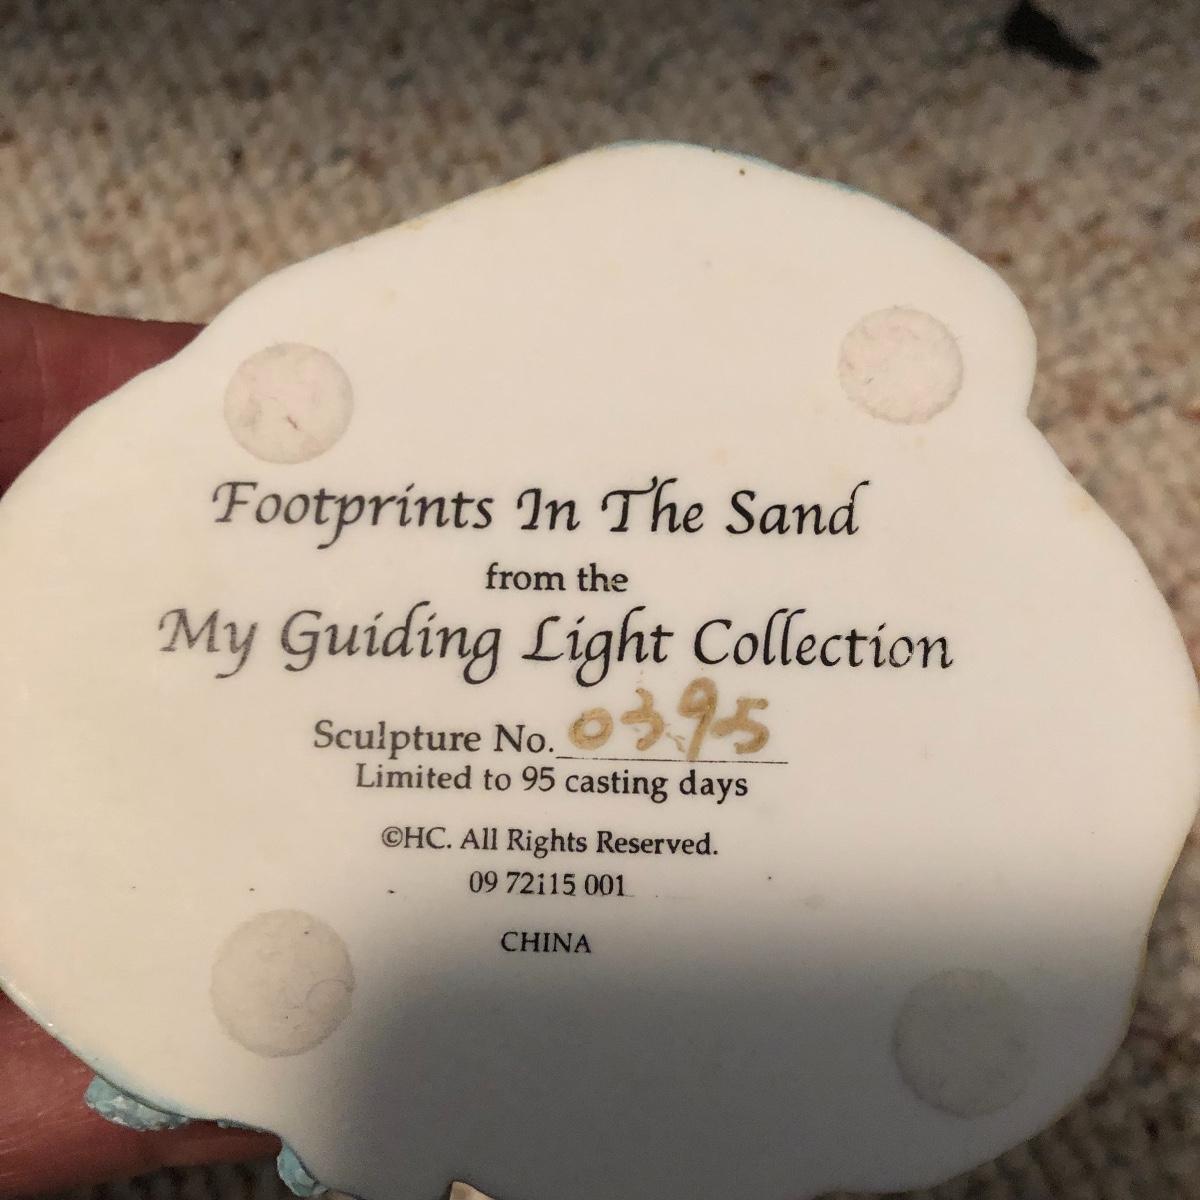 Footprints In The Sand
from the
My Guiding Light Collection
Sculpture No. 0395
Limited to 95 casting days
©HC. All Rights Reserved.
09 72115 001
CHINA